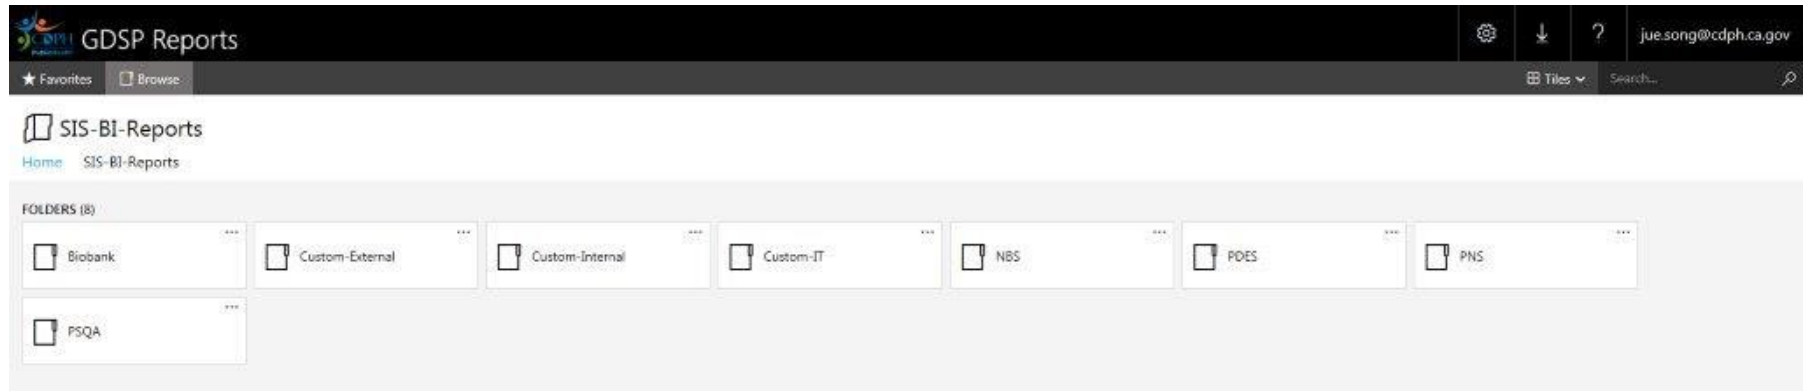 CDPH GDSP Reports
? jue.song@cdph.ca.gov
Favorites Browse
Tiles Search...
SIS-BI-Reports
Home SIS-BI-Reports
FOLDERS (8)
Biobank Custom-External Custom-Internal Custom-IT NBS PDES PNS
PSQA